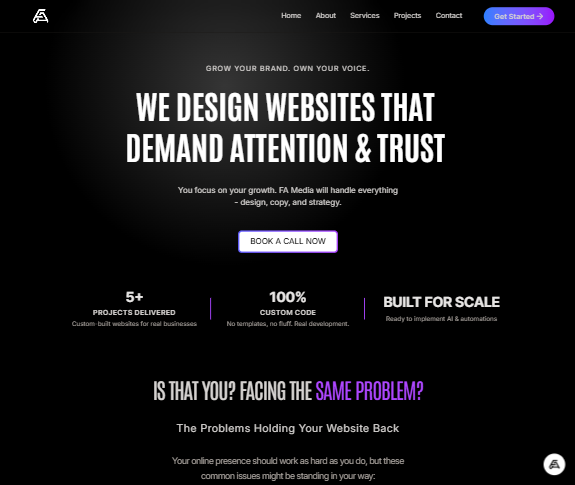 Home About Services Projects Contact Get Started →
GROW YOUR BRAND. OWN YOUR VOICE.
WE DESIGN WEBSITES THAT
DEMAND ATTENTION & TRUST
You focus on your growth. FA Media will handle everything
- design, copy, and strategy.
BOOK A CALL NOW
5+
PROJECTS DELIVERED
Custom-built websites for real businesses
100%
CUSTOM CODE
No templates, no fluff. Real development.
BUILT FOR SCALE
Ready to implement AI & automations
IS THAT YOU? FACING THE SAME PROBLEM?
The Problems Holding Your Website Back
Your online presence should work as hard as you do, but these
common issues might be standing in your way: